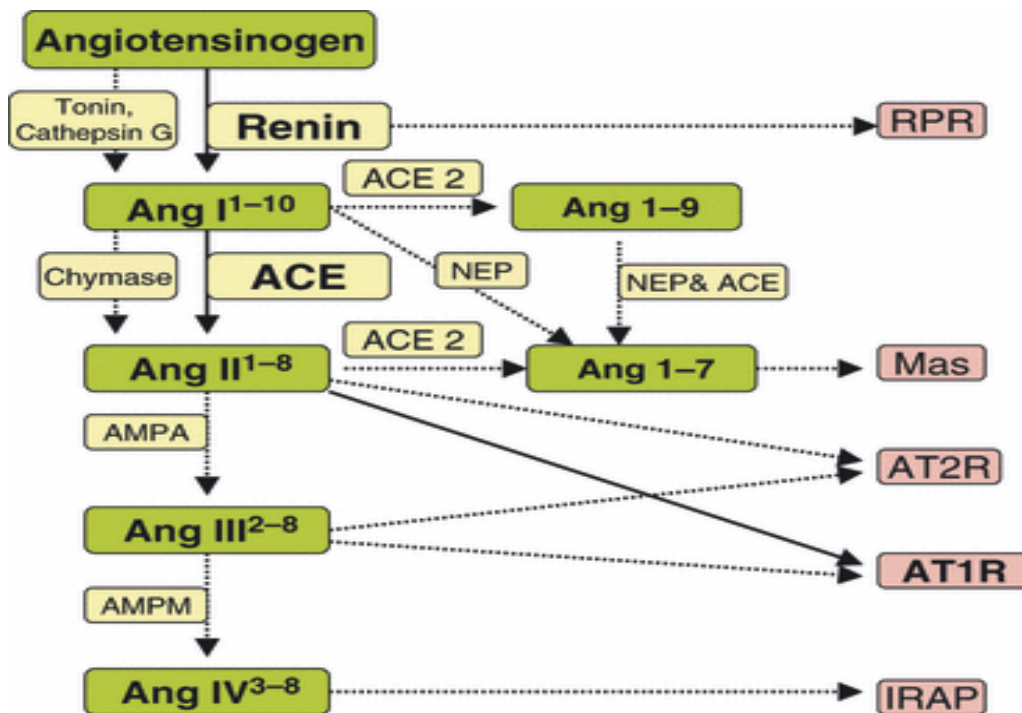 Angiotensinogen
Tonin,
Cathepsin G
Renin
RPR
ACE 2
Ang I¹⁻¹⁰
Ang 1–9
Chymase
ACE
NEP
NEP& ACE
ACE 2
Ang II¹⁻⁸
Ang 1–7
Mas
AMPA
AT2R
Ang III²⁻⁸
AT1R
AMPM
Ang IV³⁻⁸
IRAP